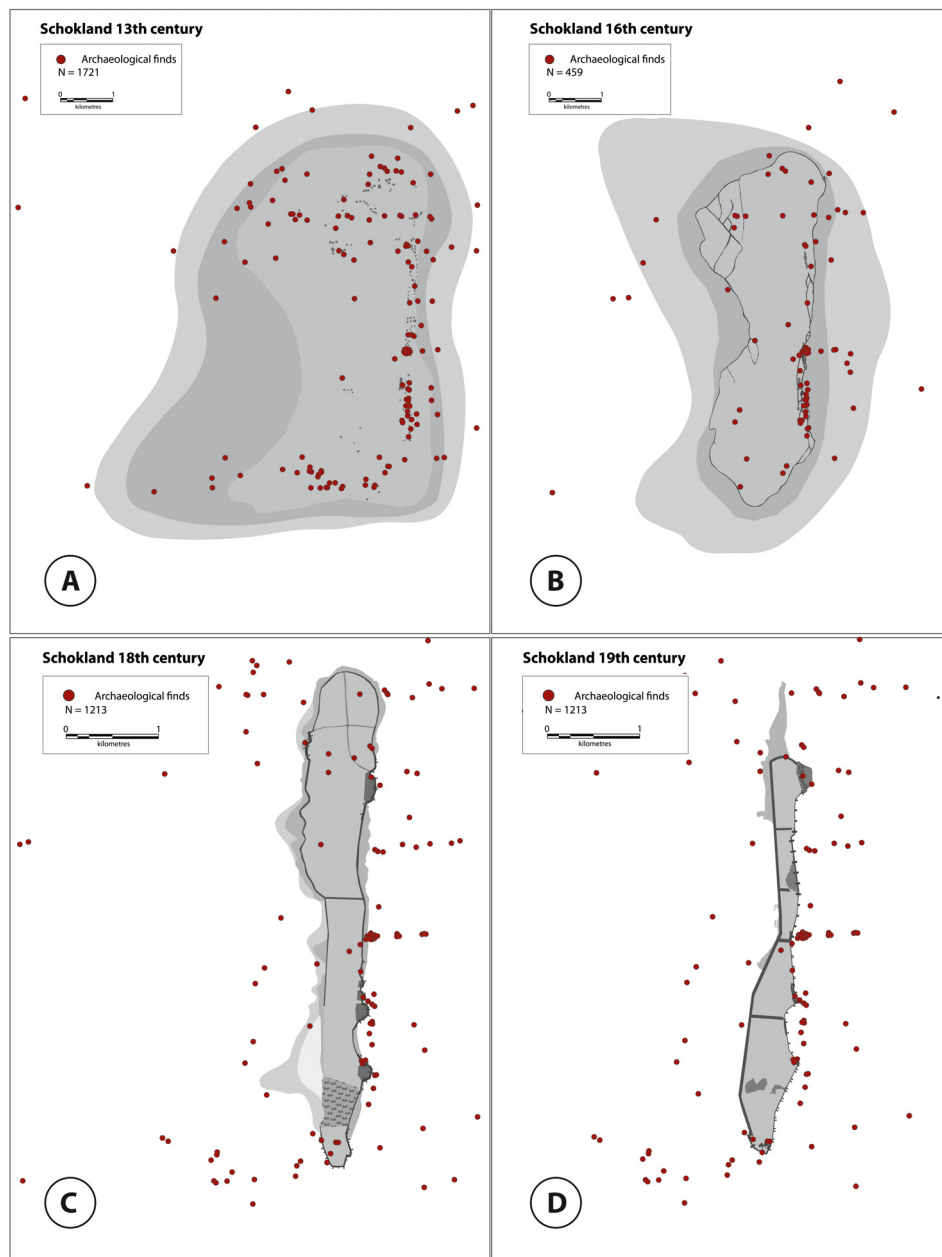 Schokland 13th century
Archaeological finds
N = 1721
0 1
kilometres
A
Schokland 16th century
Archaeological finds
N = 459
0 1
kilometres
B
Schokland 18th century
Archaeological finds
N = 1213
0 1
kilometres
C
Schokland 19th century
Archaeological finds
N = 1213
0 1
kilometres
D